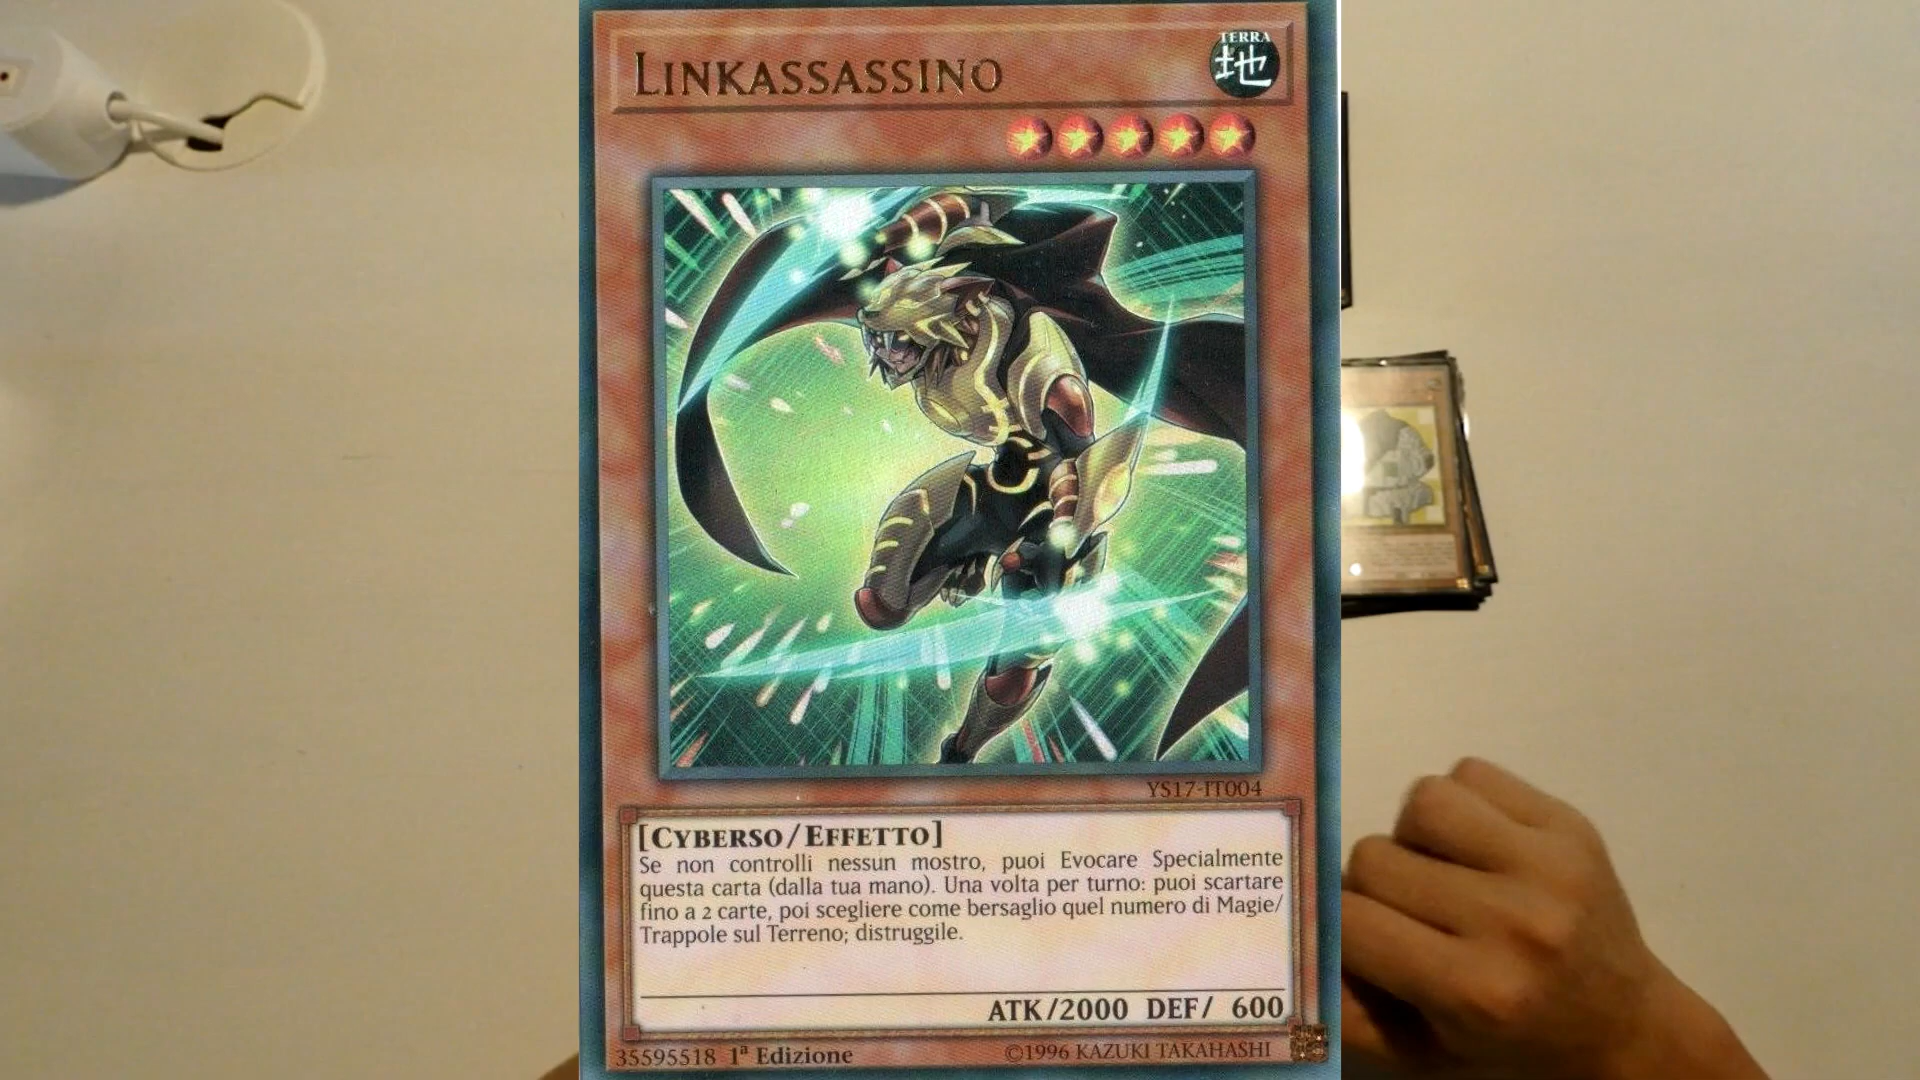 LINKASSASSINO
TERRA
地
YS17-IT004
[CYBERSO/EFFETTO]
Se non controlli nessun mostro, puoi Evocare Specialmente
questa carta (dalla tua mano). Una volta per turno: puoi scartare
fino a 2 carte, poi scegliere come bersaglio quel numero di Magie/
Trappole sul Terreno; distruggile.
ATK/2000 DEF/ 600
35595518 1ª Edizione
©1996 KAZUKI TAKAHASHI